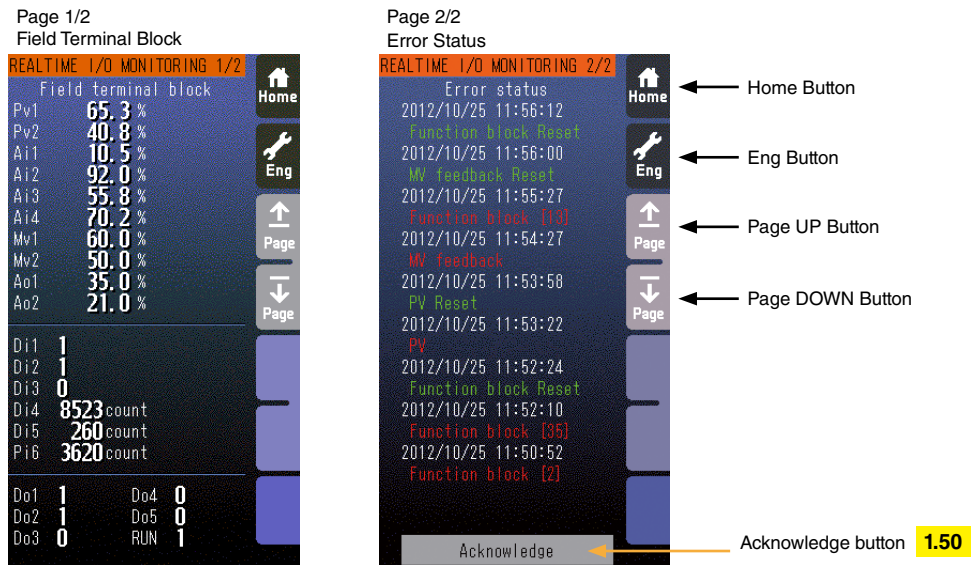 Page 1/2
Field Terminal Block
REALTIME I/O MONITORING 1/2
Field terminal block
Pv1 65.3 %
Pv2 40.8 %
Ai1 10.5 %
Ai2 92.0 %
Ai3 55.8 %
Ai4 70.2 %
Mv1 60.0 %
Mv2 50.0 %
Ao1 35.0 %
Ao2 21.0 %
Di1 1
Di2 1
Di3 0
Di4 8523 count
Di5 260 count
Pi6 3620 count
Do1 1 Do4 0
Do2 1 Do5 0
Do3 0 RUN 1
Home
Eng
Page
Page
Page 2/2
Error Status
REALTIME I/O MONITORING 2/2
Error status
2012/10/25 11:56:12
Function block Reset
2012/10/25 11:56:00
MV feedback Reset
2012/10/25 11:55:27
Function block [13]
2012/10/25 11:54:27
MV feedback
2012/10/25 11:53:58
PV Reset
2012/10/25 11:53:22
PV
2012/10/25 11:52:24
Function block Reset
2012/10/25 11:52:10
Function block [35]
2012/10/25 11:50:52
Function block [2]
Acknowledge
Home
Eng
Page
Page
Home Button
Eng Button
Page UP Button
Page DOWN Button
Acknowledge button 1.50